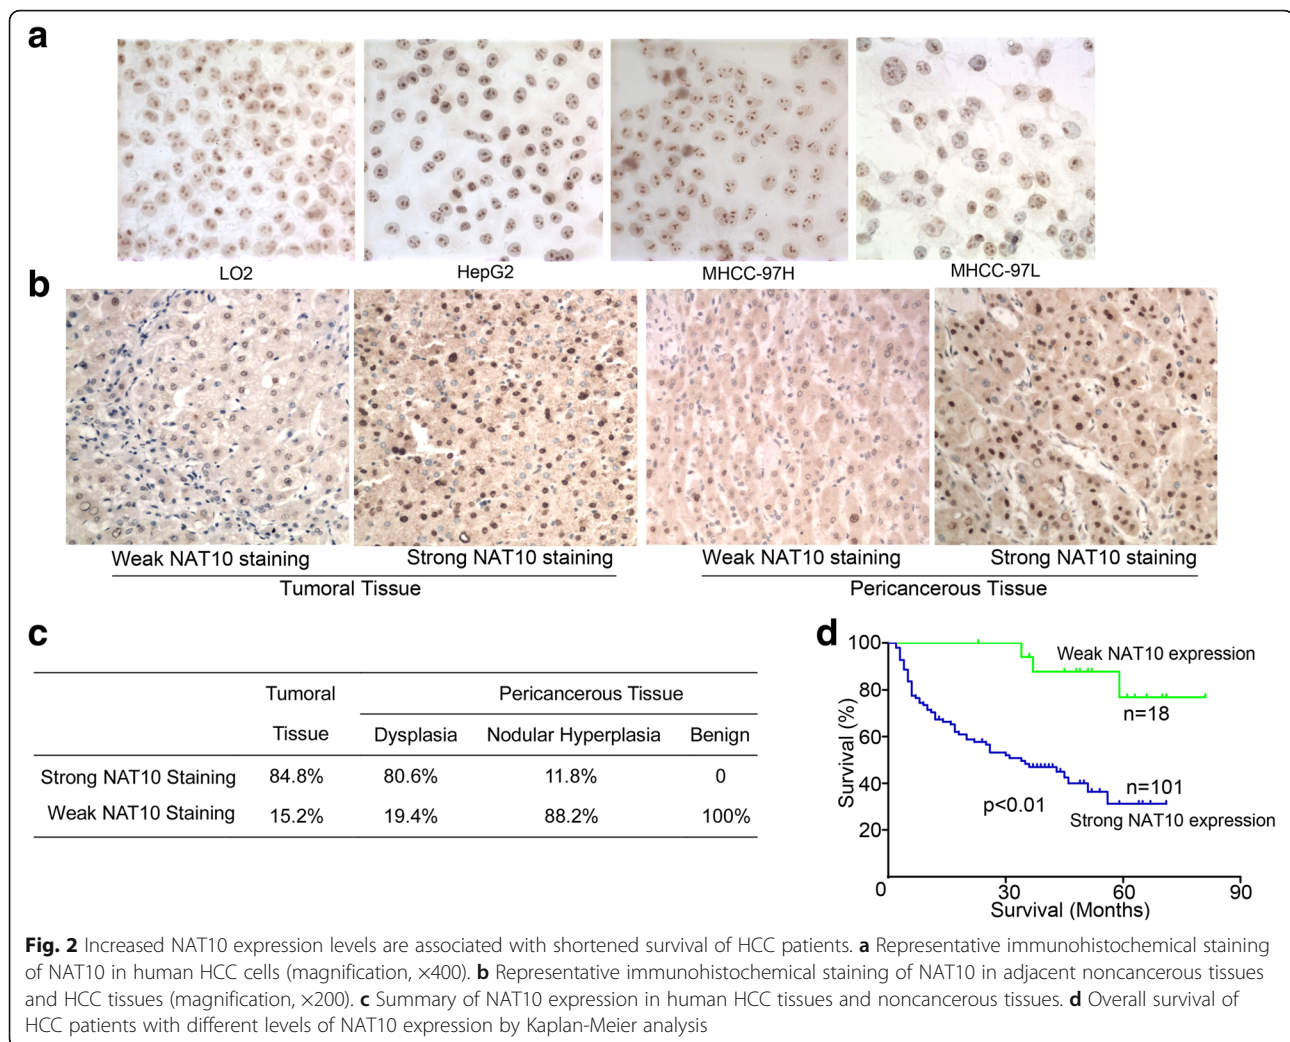 a
LO2 HepG2 MHCC-97H MHCC-97L
b
Weak NAT10 staining Strong NAT10 staining Weak NAT10 staining Strong NAT10 staining
Tumoral Tissue Pericancerous Tissue
c
Tumoral Pericancerous Tissue
Tissue Dysplasia Nodular Hyperplasia Benign
Strong NAT10 Staining 84.8% 80.6% 11.8% 0
Weak NAT10 Staining 15.2% 19.4% 88.2% 100%
d
Survival (%)
100
80
60
40
20
0
30 60 90
Survival (Months)
Weak NAT10 expression
n=18
n=101
p<0.01
Strong NAT10 expression
Fig. 2 Increased NAT10 expression levels are associated with shortened survival of HCC patients. a Representative immunohistochemical staining
of NAT10 in human HCC cells (magnification, ×400). b Representative immunohistochemical staining of NAT10 in adjacent noncancerous tissues
and HCC tissues (magnification, ×200). c Summary of NAT10 expression in human HCC tissues and noncancerous tissues. d Overall survival of
HCC patients with different levels of NAT10 expression by Kaplan-Meier analysis